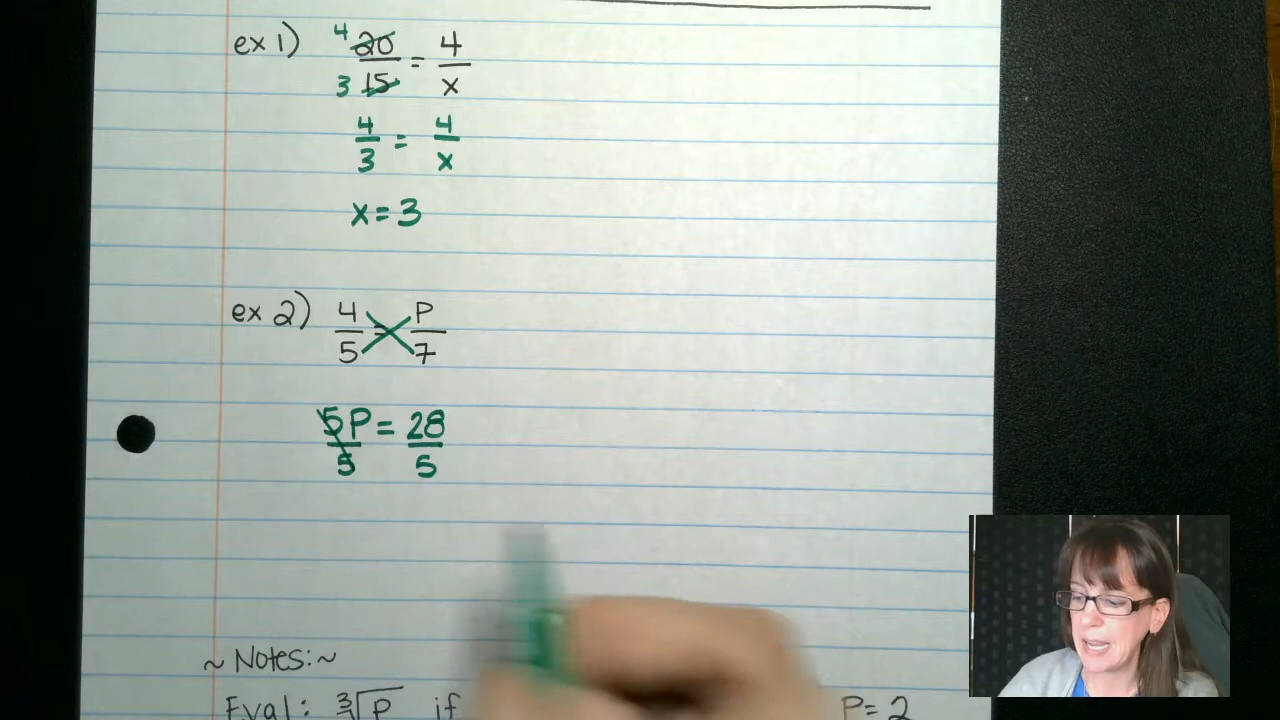 ex 1) 4 20/3 15 = 4/x
4/3 = 4/x
x = 3
ex 2) 4/5 = P/7
5P/5 = 28/5
~ Notes: ~
Eval: ∛P if P = 2